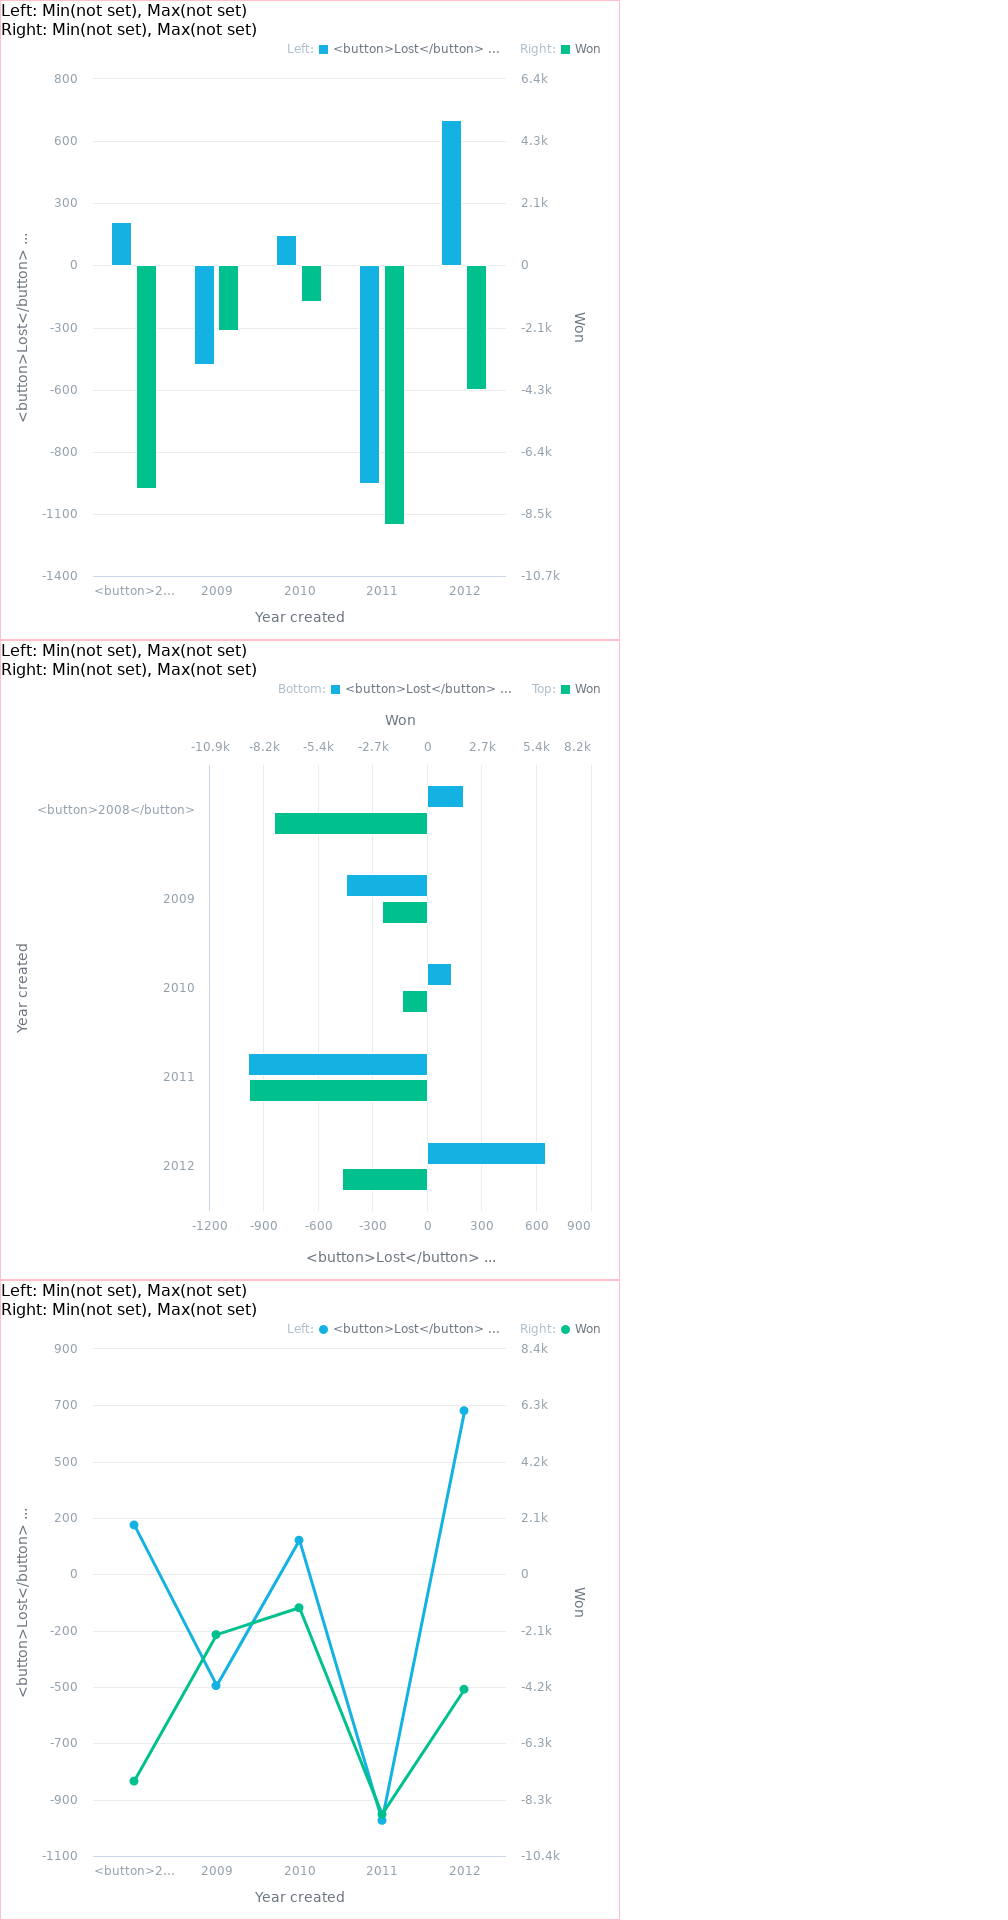 Left: Min(not set), Max(not set)
Right: Min(not set), Max(not set)
Left: <button>Lost</button> ... Right: Won
800 6.4k
600 4.3k
300 2.1k
0 0
-300 -2.1k
-600 -4.3k
-800 -6.4k
-1100 -8.5k
-1400 -10.7k
<button>Lost</button> ...
Won
<button>2... 2009 2010 2011 2012
Year created
Left: Min(not set), Max(not set)
Right: Min(not set), Max(not set)
Bottom: <button>Lost</button> ... Top: Won
Won
-10.9k -8.2k -5.4k -2.7k 0 2.7k 5.4k 8.2k
<button>2008</button>
2009
2010
2011
2012
Year created
-1200 -900 -600 -300 0 300 600 900
<button>Lost</button> ...
Left: Min(not set), Max(not set)
Right: Min(not set), Max(not set)
Left: <button>Lost</button> ... Right: Won
900 8.4k
700 6.3k
500 4.2k
200 2.1k
0 0
-200 -2.1k
-500 -4.2k
-700 -6.3k
-900 -8.3k
-1100 -10.4k
<button>Lost</button> ...
Won
<button>2... 2009 2010 2011 2012
Year created